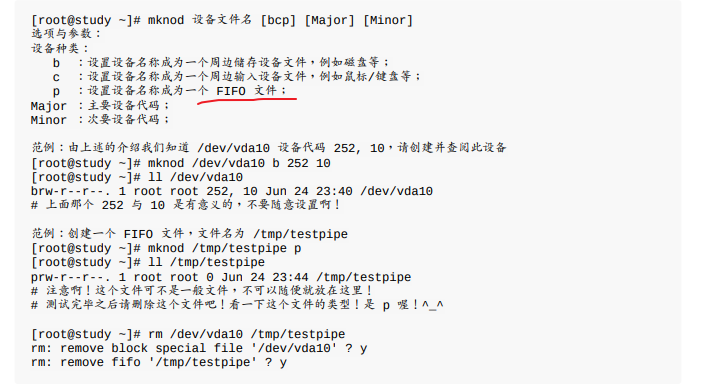 [root@study ~]# mknod 设备文件名 [bcp] [Major] [Minor]
选项与参数：
设备种类：
b ：设置设备名称成为一个周边储存设备文件，例如磁盘等；
c ：设置设备名称成为一个周边输入设备文件，例如鼠标/键盘等；
p ：设置设备名称成为一个 FIFO 文件；
Major ：主要设备代码；
Minor ：次要设备代码；
范例：由上述的介绍我们知道 /dev/vda10 设备代码 252, 10，请创建并查阅此设备
[root@study ~]# mknod /dev/vda10 b 252 10
[root@study ~]# ll /dev/vda10
brw-r--r--. 1 root root 252, 10 Jun 24 23:40 /dev/vda10
# 上面那个 252 与 10 是有意义的，不要随意设置啊！
范例：创建一个 FIFO 文件，文件名为 /tmp/testpipe
[root@study ~]# mknod /tmp/testpipe p
[root@study ~]# ll /tmp/testpipe
prw-r--r--. 1 root root 0 Jun 24 23:44 /tmp/testpipe
# 注意啊！这个文件可不是一般文件，不可以随便就放在这里！
# 测试完毕之后请删除这个文件吧！看一下这个文件的类型！是 p 喔！^_^
[root@study ~]# rm /dev/vda10 /tmp/testpipe
rm: remove block special file '/dev/vda10' ? y
rm: remove fifo '/tmp/testpipe' ? y